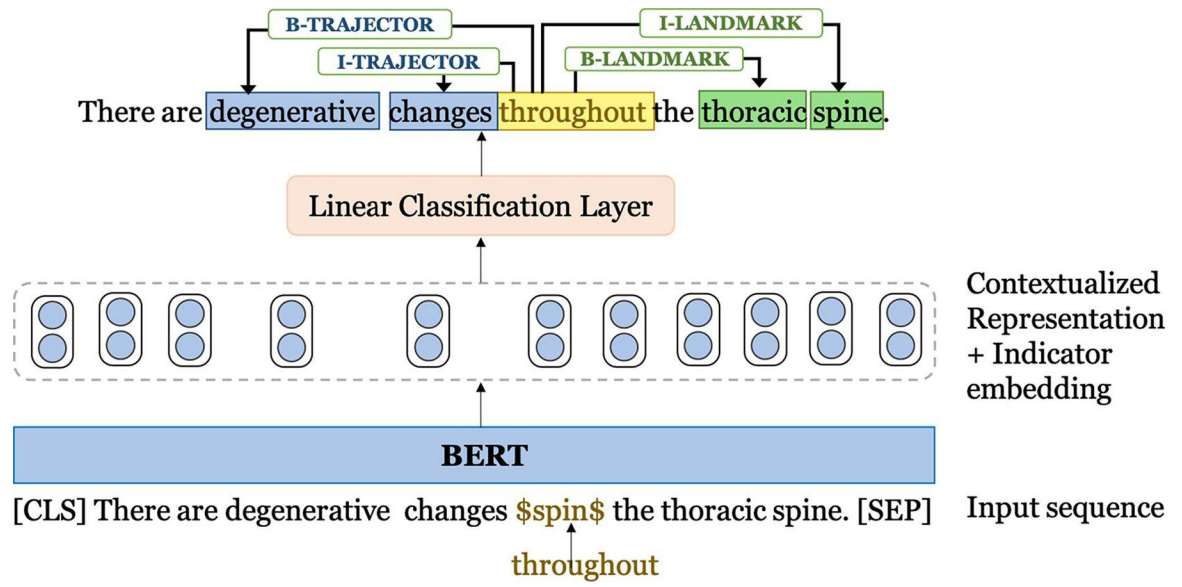 B-TRAJECTOR
I-LANDMARK
I-TRAJECTOR
B-LANDMARK
There are degenerative changes throughout the thoracic spine.
Linear Classification Layer
Contextualized
Representation
+ Indicator
embedding
BERT
[CLS] There are degenerative changes $spin$ the thoracic spine. [SEP]
Input sequence
throughout